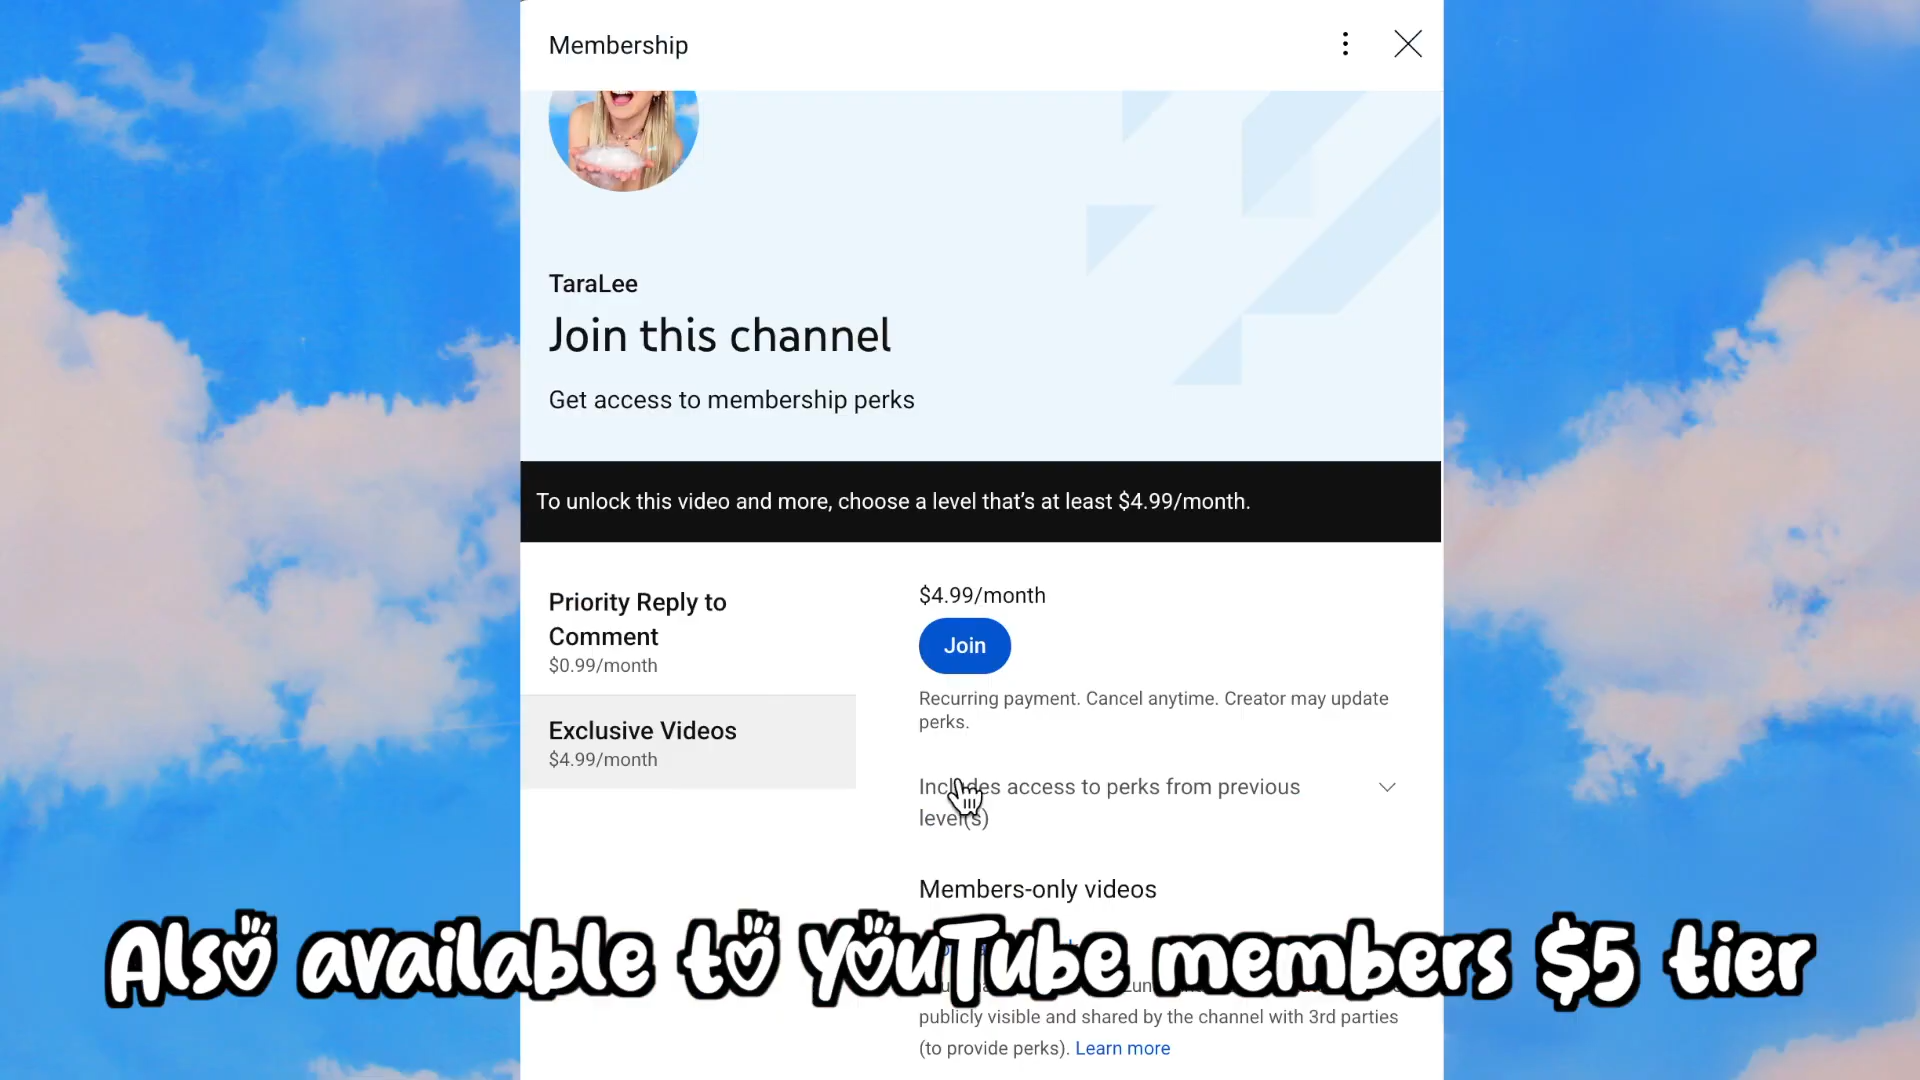 Membership
TaraLee
Join this channel
Get access to membership perks
To unlock this video and more, choose a level that's at least $4.99/month.
Priority Reply to
Comment
$0.99/month
Exclusive Videos
$4.99/month
$4.99/month
Join
Recurring payment. Cancel anytime. Creator may update
perks.
Includes access to perks from previous
level(s)
Members-only videos
Also available to YouTube members $5 tier
publicly visible and shared by the channel with 3rd parties
(to provide perks). Learn more